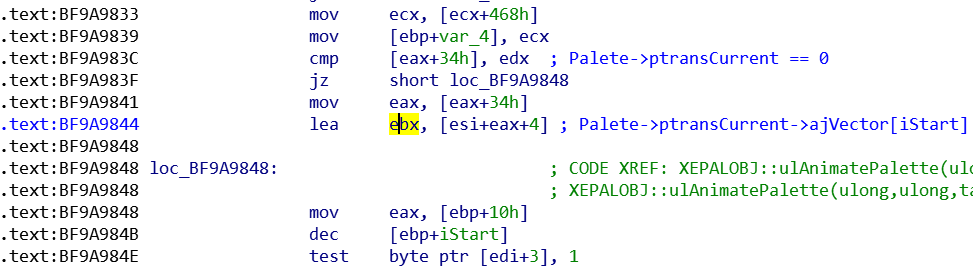 .text:BF9A9833 mov ecx, [ecx+468h]
.text:BF9A9839 mov [ebp+var_4], ecx
.text:BF9A983C cmp [eax+34h], edx ; Palete->ptransCurrent == 0
.text:BF9A983F jz short loc_BF9A9848
.text:BF9A9841 mov eax, [eax+34h]
.text:BF9A9844 lea ebx, [esi+eax+4] ; Palete->ptransCurrent->ajVector[iStart]
.text:BF9A9848
.text:BF9A9848 loc_BF9A9848: ; CODE XREF: XEPALOBJ::ulAnimatePalette(ulo
.text:BF9A9848 ; XEPALOBJ::ulAnimatePalette(ulong,ulong,ta
.text:BF9A9848 mov eax, [ebp+10h]
.text:BF9A984B dec [ebp+iStart]
.text:BF9A984E test byte ptr [edi+3], 1